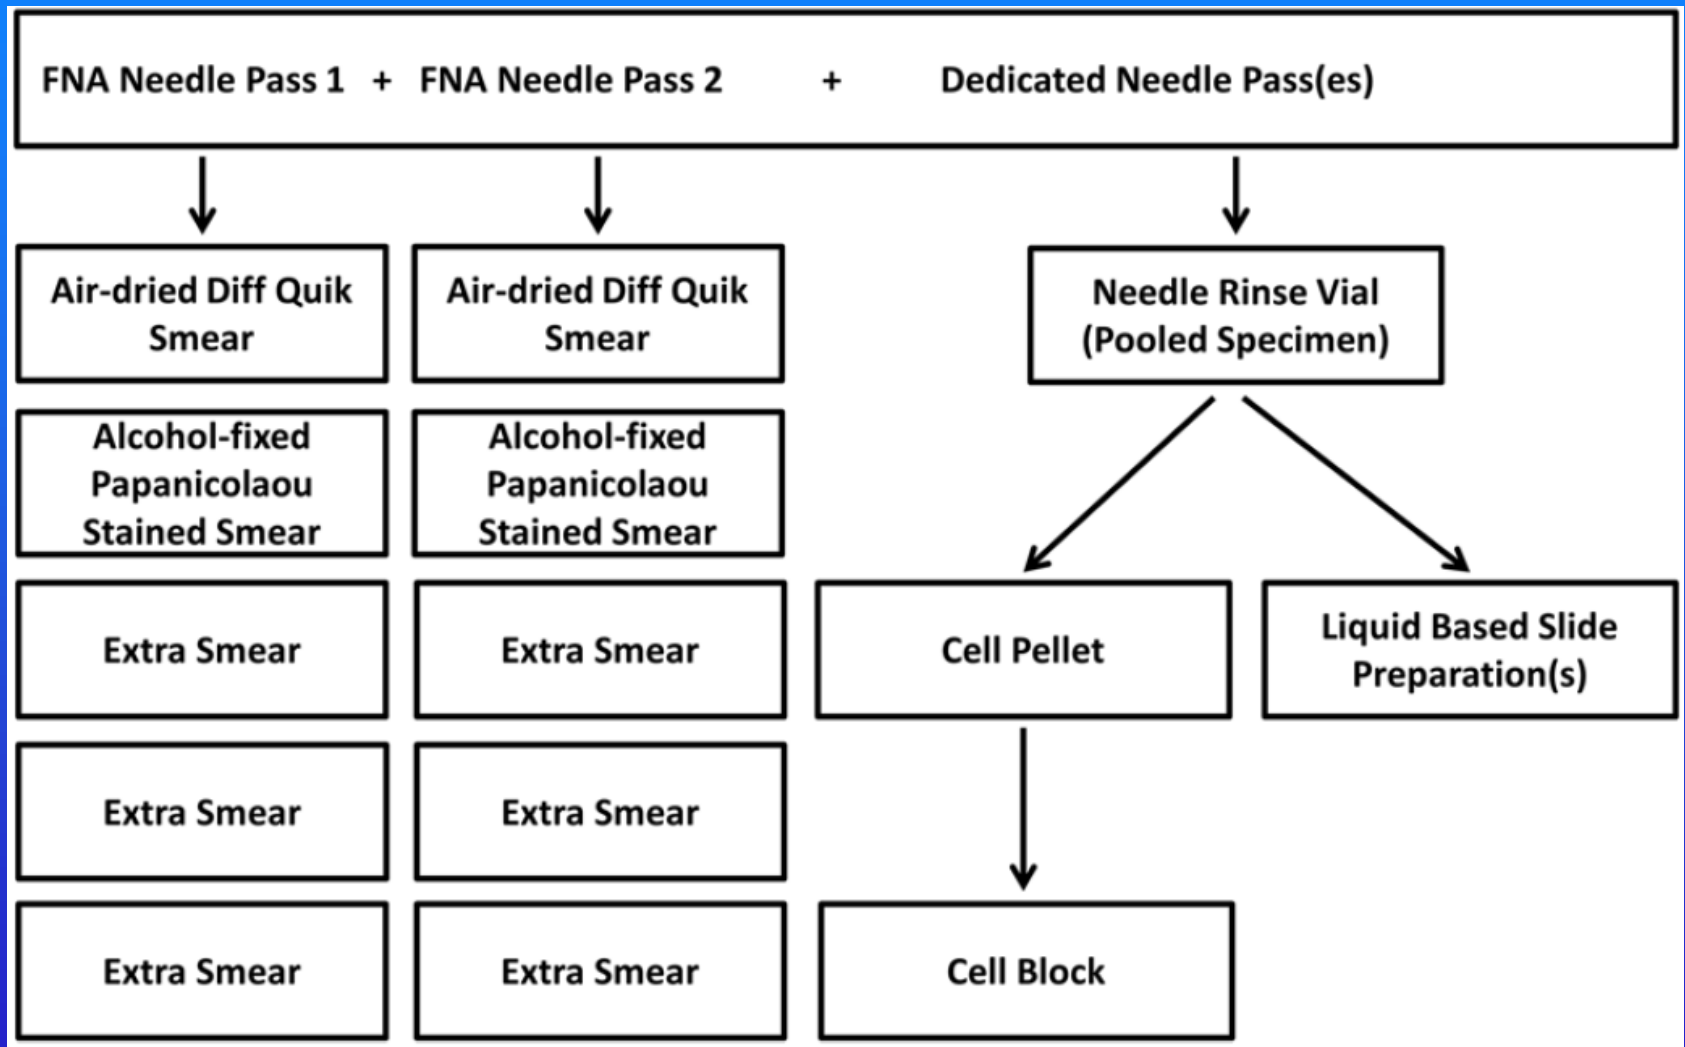 FNA Needle Pass 1 + FNA Needle Pass 2 + Dedicated Needle Pass(es)
Air-dried Diff Quik
Smear
Air-dried Diff Quik
Smear
Needle Rinse Vial
(Pooled Specimen)
Alcohol-fixed
Papanicolaou
Stained Smear
Alcohol-fixed
Papanicolaou
Stained Smear
Extra Smear
Extra Smear
Cell Pellet
Liquid Based Slide
Preparation(s)
Extra Smear
Extra Smear
Extra Smear
Extra Smear
Cell Block